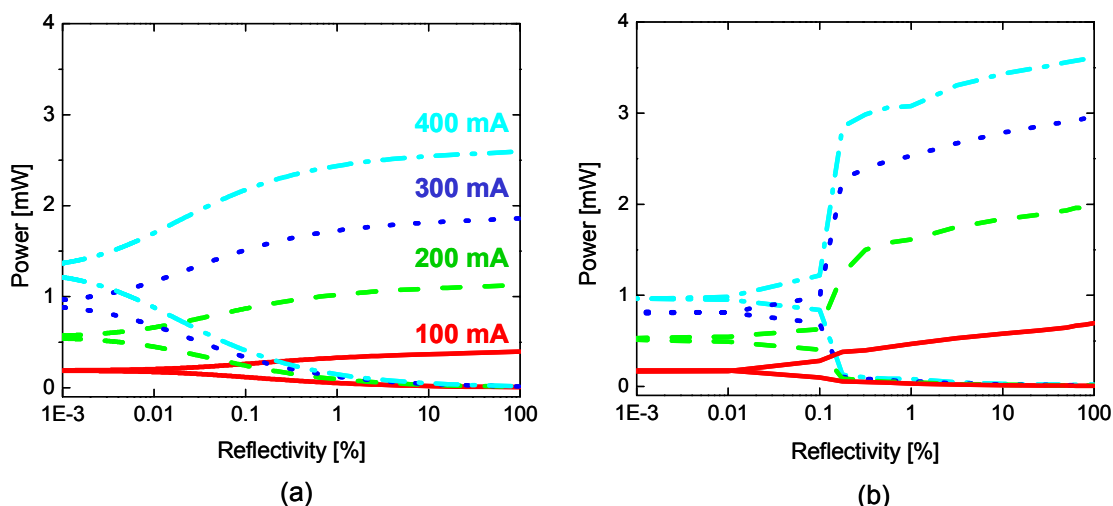 4
3
2
1
0
Power [mW]
400 mA
300 mA
200 mA
100 mA
1E-3 0.01 0.1 1 10 100
Reflectivity [%]
(a)
4
3
2
1
0
Power [mW]
1E-3 0.01 0.1 1 10 100
Reflectivity [%]
(b)